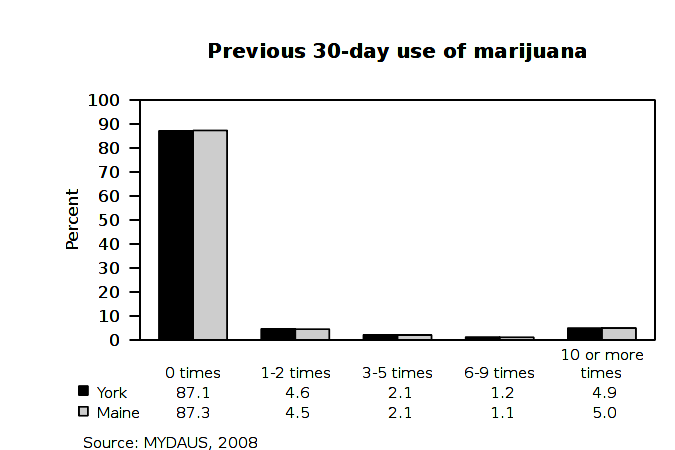 Previous 30-day use of marijuana
Percent
100
90
80
70
60
50
40
30
20
10
0
0 times 1-2 times 3-5 times 6-9 times 10 or more times
York 87.1 4.6 2.1 1.2 4.9
Maine 87.3 4.5 2.1 1.1 5.0
Source: MYDAUS, 2008